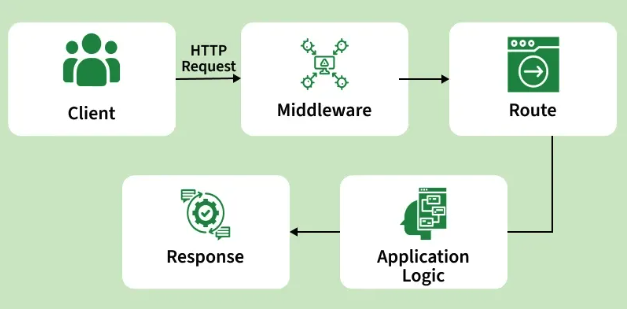 HTTP
Request
Client
Middleware
Route
Response
Application
Logic